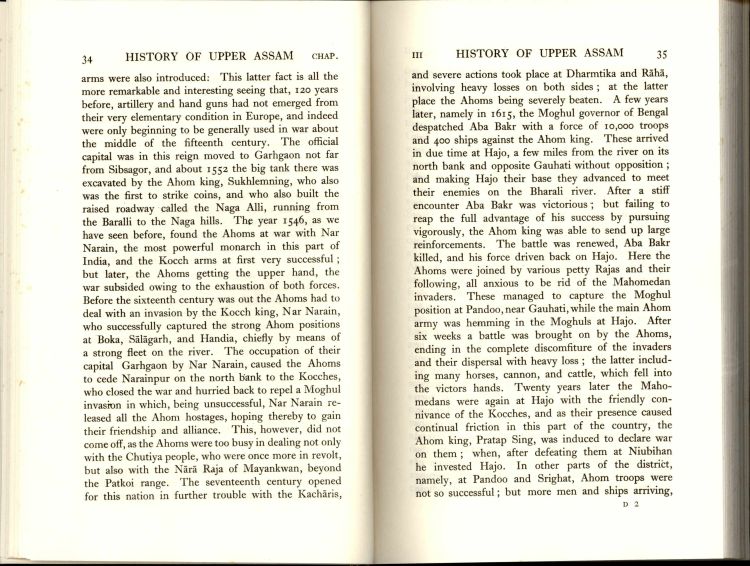 34 HISTORY OF UPPER ASSAM CHAP.
arms were also introduced: This latter fact is all the
more remarkable and interesting seeing that, 120 years
before, artillery and hand guns had not emerged from
their very elementary condition in Europe, and indeed
were only beginning to be generally used in war about
the middle of the fifteenth century. The official
capital was in this reign moved to Garhgaon not far
from Sibsagor, and about 1552 the big tank there was
excavated by the Ahom king, Sukhlemning, who also
was the first to strike coins, and who also built the
raised roadway called the Naga Alli, running from
the Baralli to the Naga hills. The year 1546, as we
have seen before, found the Ahoms at war with Nar
Narain, the most powerful monarch in this part of
India, and the Kocch arms at first very successful ;
but later, the Ahoms getting the upper hand, the
war subsided owing to the exhaustion of both forces.
Before the sixteenth century was out the Ahoms had to
deal with an invasion by the Kocch king, Nar Narain,
who successfully captured the strong Ahom positions
at Boka, Sālāgarh, and Handia, chiefly by means of
a strong fleet on the river. The occupation of their
capital Garhgaon by Nar Narain, caused the Ahoms
to cede Narainpur on the north bank to the Kocches,
who closed the war and hurried back to repel a Moghul
invasion in which, being unsuccessful, Nar Narain re-
leased all the Ahom hostages, hoping thereby to gain
their friendship and alliance. This, however, did not
come off, as the Ahoms were too busy in dealing not only
with the Chutiya people, who were once more in revolt,
but also with the Nārā Raja of Mayankwan, beyond
the Patkoi range. The seventeenth century opened
for this nation in further trouble with the Kachāris,
III HISTORY OF UPPER ASSAM 35
and severe actions took place at Dharmtika and Rāhā,
involving heavy losses on both sides ; at the latter
place the Ahoms being severely beaten. A few years
later, namely in 1615, the Moghul governor of Bengal
despatched Aba Bakr with a force of 10,000 troops
and 400 ships against the Ahom king. These arrived
in due time at Hajo, a few miles from the river on its
north bank and opposite Gauhati without opposition ;
and making Hajo their base they advanced to meet
their enemies on the Bharali river. After a stiff
encounter Aba Bakr was victorious ; but failing to
reap the full advantage of his success by pursuing
vigorously, the Ahom king was able to send up large
reinforcements. The battle was renewed, Aba Bakr
killed, and his force driven back on Hajo. Here the
Ahoms were joined by various petty Rajas and their
following, all anxious to be rid of the Mahomedan
invaders. These managed to capture the Moghul
position at Pandoo, near Gauhati, while the main Ahom
army was hemming in the Moghuls at Hajo. After
six weeks a battle was brought on by the Ahoms,
ending in the complete discomfiture of the invaders
and their dispersal with heavy loss ; the latter includ-
ing many horses, cannon, and cattle, which fell into
the victors hands. Twenty years later the Maho-
medans were again at Hajo with the friendly con-
nivance of the Kocches, and as their presence caused
continual friction in this part of the country, the
Ahom king, Pratap Sing, was induced to declare war
on them ; when, after defeating them at Niubihan
he invested Hajo. In other parts of the district,
namely, at Pandoo and Srighat, Ahom troops were
not so successful ; but more men and ships arriving,
D 2